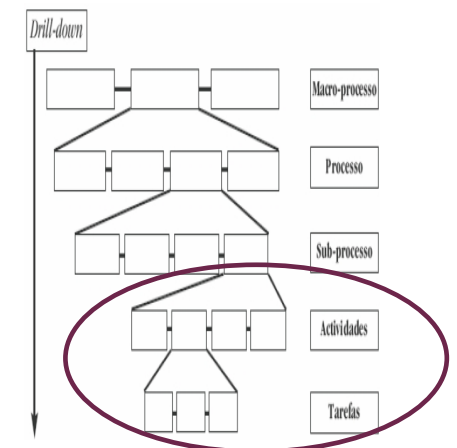 Drill-down
Macro-processo
Processo
Sub-processo
Actividades
Tarefas